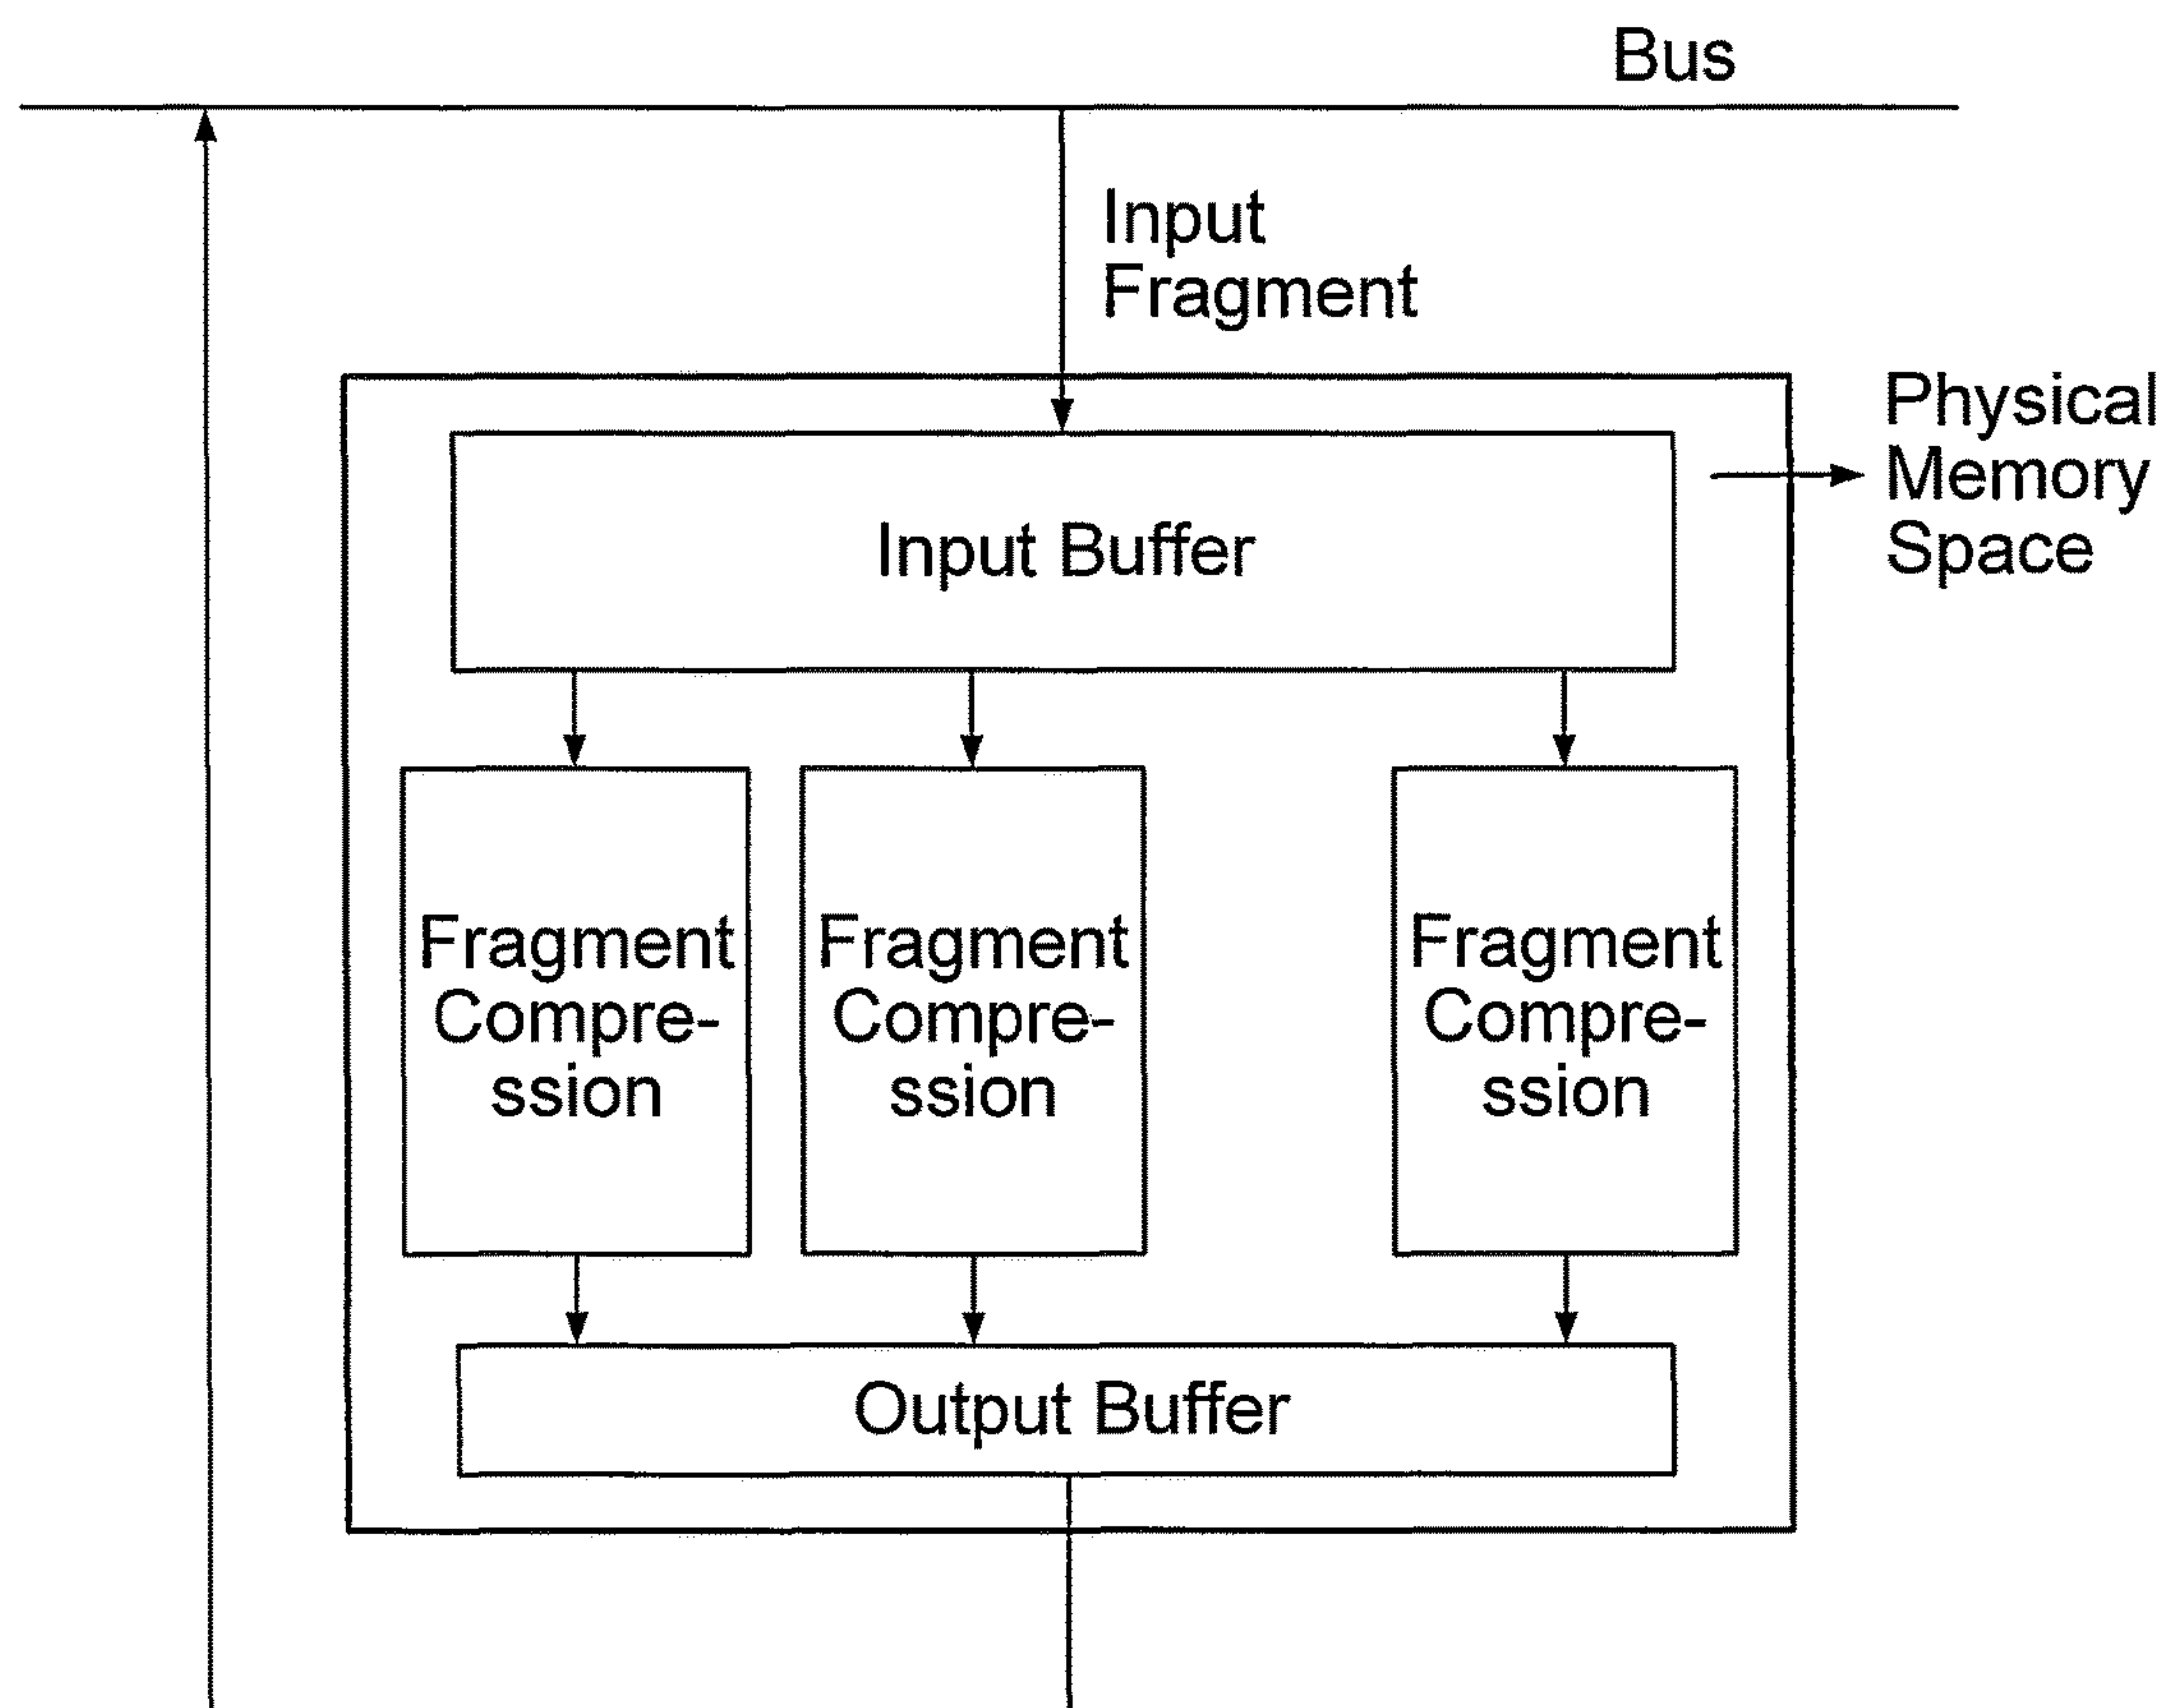 Bus
Input
Fragment
Physical
Memory
Space
Input Buffer
Fragment
Compre-
ssion
Fragment
Compre-
ssion
Fragment
Compre-
ssion
Output Buffer